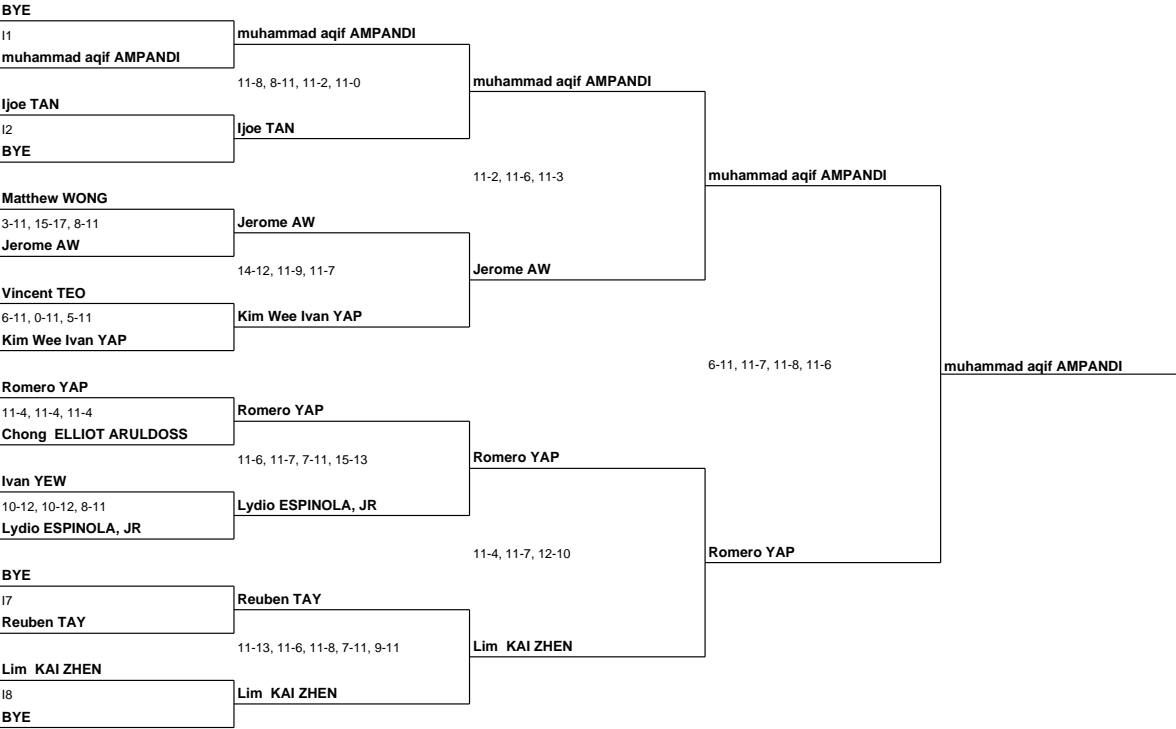 BYE
I1
muhammad aqif AMPANDI
Ijoe TAN
I2
BYE
Matthew WONG
3-11, 15-17, 8-11
Jerome AW
Vincent TEO
6-11, 0-11, 5-11
Kim Wee Ivan YAP
Romero YAP
11-4, 11-4, 11-4
Chong  ELLIOT ARULDOSS
Ivan YEW
10-12, 10-12, 8-11
Lydio ESPINOLA, JR
BYE
I7
Reuben TAY
Lim  KAI ZHEN
I8
BYE
muhammad aqif AMPANDI
11-8, 8-11, 11-2, 11-0
Ijoe TAN
Jerome AW
14-12, 11-9, 11-7
Kim Wee Ivan YAP
Romero YAP
11-6, 11-7, 7-11, 15-13
Lydio ESPINOLA, JR
Reuben TAY
11-13, 11-6, 11-8, 7-11, 9-11
Lim  KAI ZHEN
muhammad aqif AMPANDI
11-2, 11-6, 11-3
Jerome AW
Romero YAP
11-4, 11-7, 12-10
Lim  KAI ZHEN
muhammad aqif AMPANDI
6-11, 11-7, 11-8, 11-6
Romero YAP
muhammad aqif AMPANDI